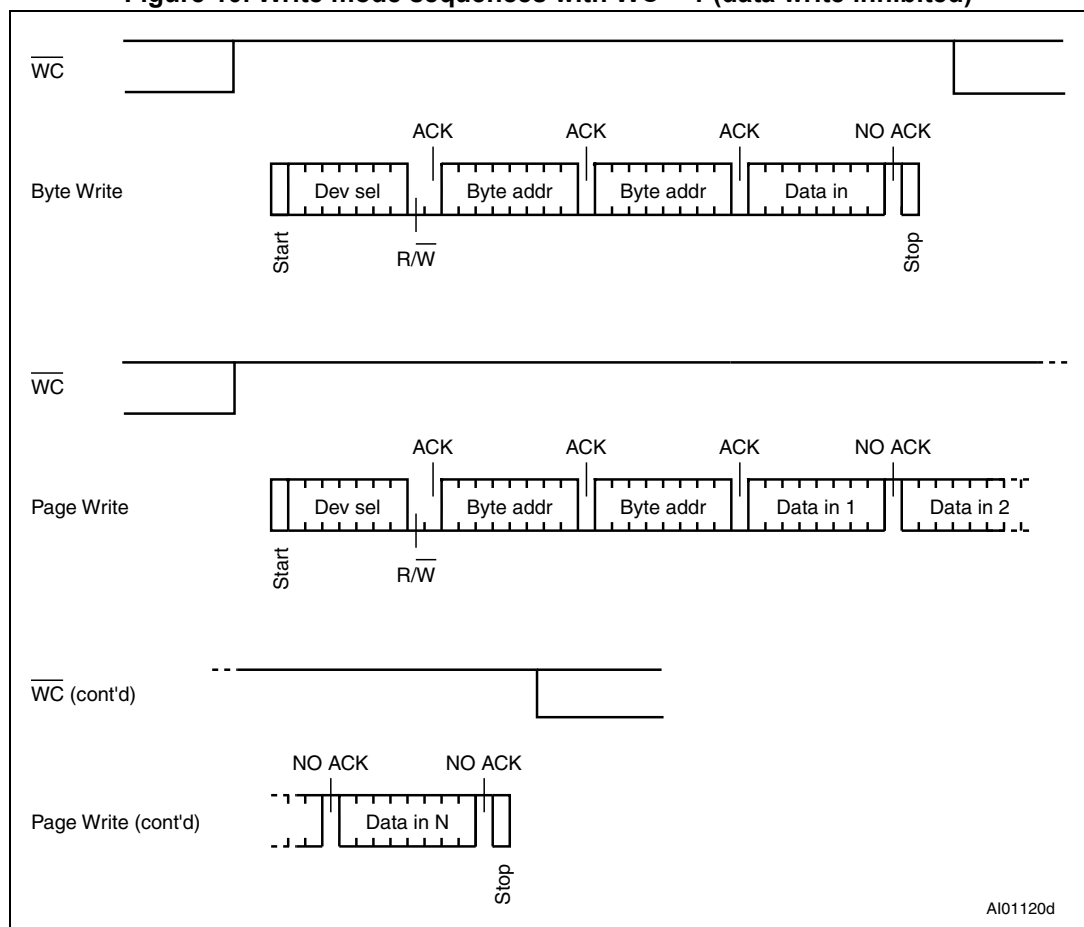 WC
ACK ACK ACK NO ACK
Byte Write Dev sel Byte addr Byte addr Data in
Start R/W Stop
WC
ACK ACK ACK NO ACK
Page Write Dev sel Byte addr Byte addr Data in 1 Data in 2
Start R/W
WC (cont'd)
NO ACK NO ACK
Page Write (cont'd) Data in N
Stop
AI01120d